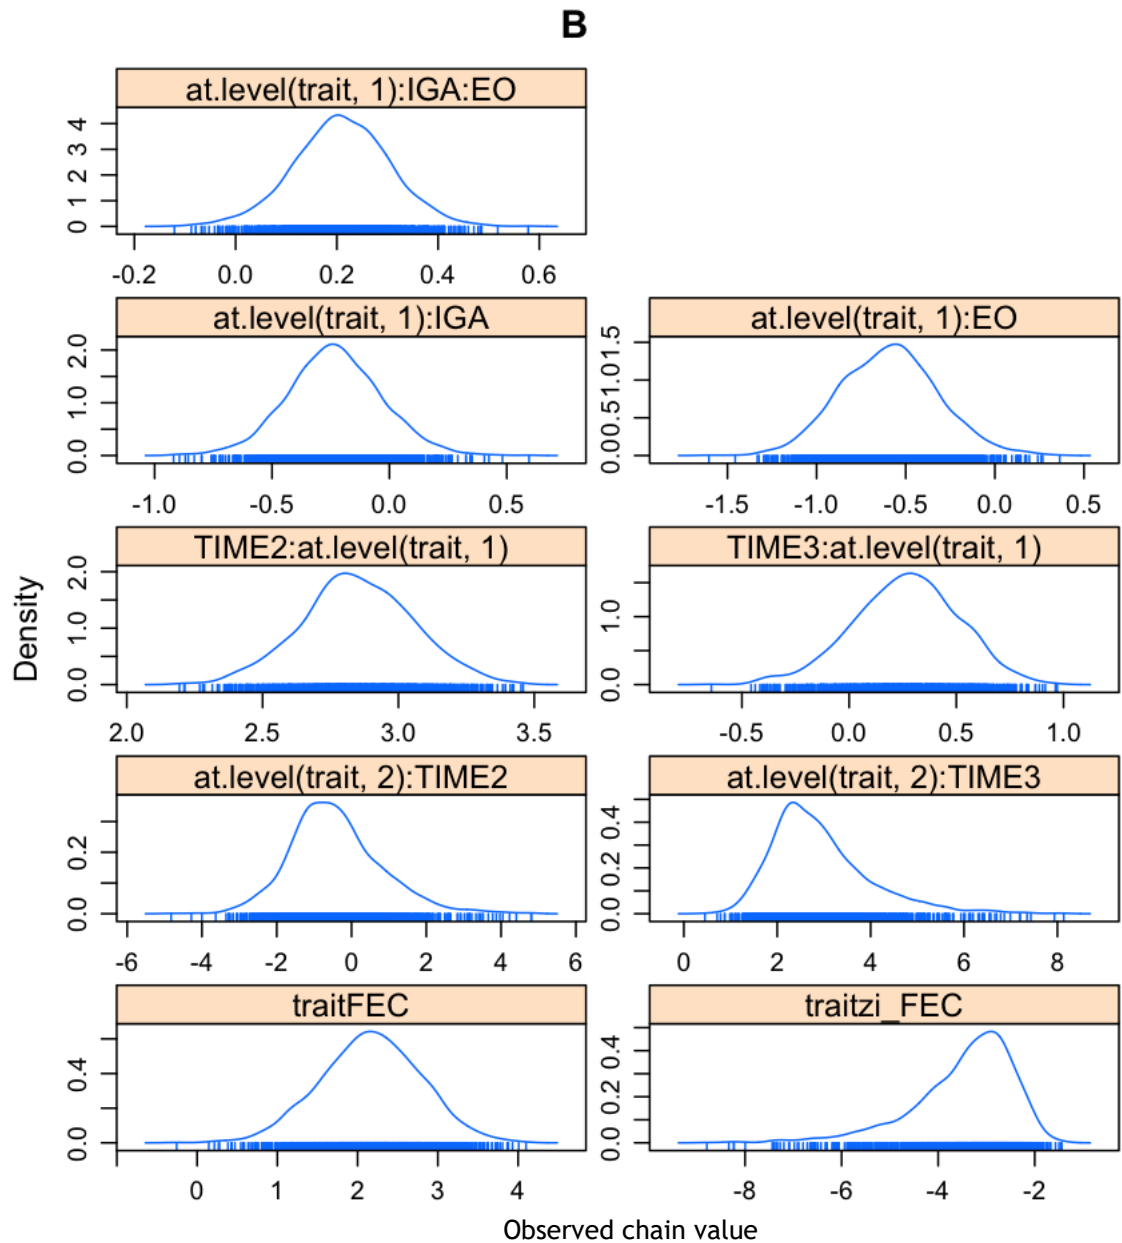 B
at.level(trait, 1):IGA:EO
0 1 2 3 4
-0.2 0.0 0.2 0.4 0.6
at.level(trait, 1):IGA
0.0 1.0 2.0
-1.0 -0.5 0.0 0.5
at.level(trait, 1):EO
0.00.51.01.5
-1.5 -1.0 -0.5 0.0 0.5
TIME2:at.level(trait, 1)
0.0 1.0 2.0
2.0 2.5 3.0 3.5
TIME3:at.level(trait, 1)
0.0 1.0
-0.5 0.0 0.5 1.0
Density
at.level(trait, 2):TIME2
0.0 0.2
-6 -4 -2 0 2 4 6
at.level(trait, 2):TIME3
0.0 0.2 0.4
0 2 4 6 8
traitFEC
0.0 0.4
0 1 2 3 4
traitzi_FEC
0.0 0.2 0.4
-8 -6 -4 -2
Observed chain value